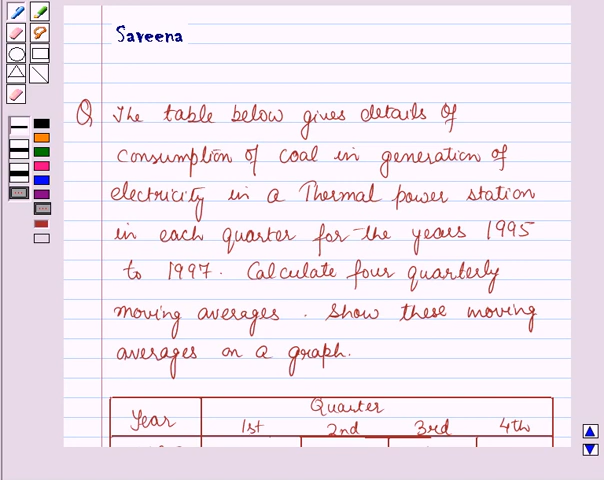 Saveena
Q The table below gives details of
consumption of coal in generation of
electricity in a Thermal power station
in each quarter for the years 1995
to 1997. Calculate four quarterly
moving averages. Show these moving
averages on a graph.
Quarter
Year 1st 2nd 3rd 4th